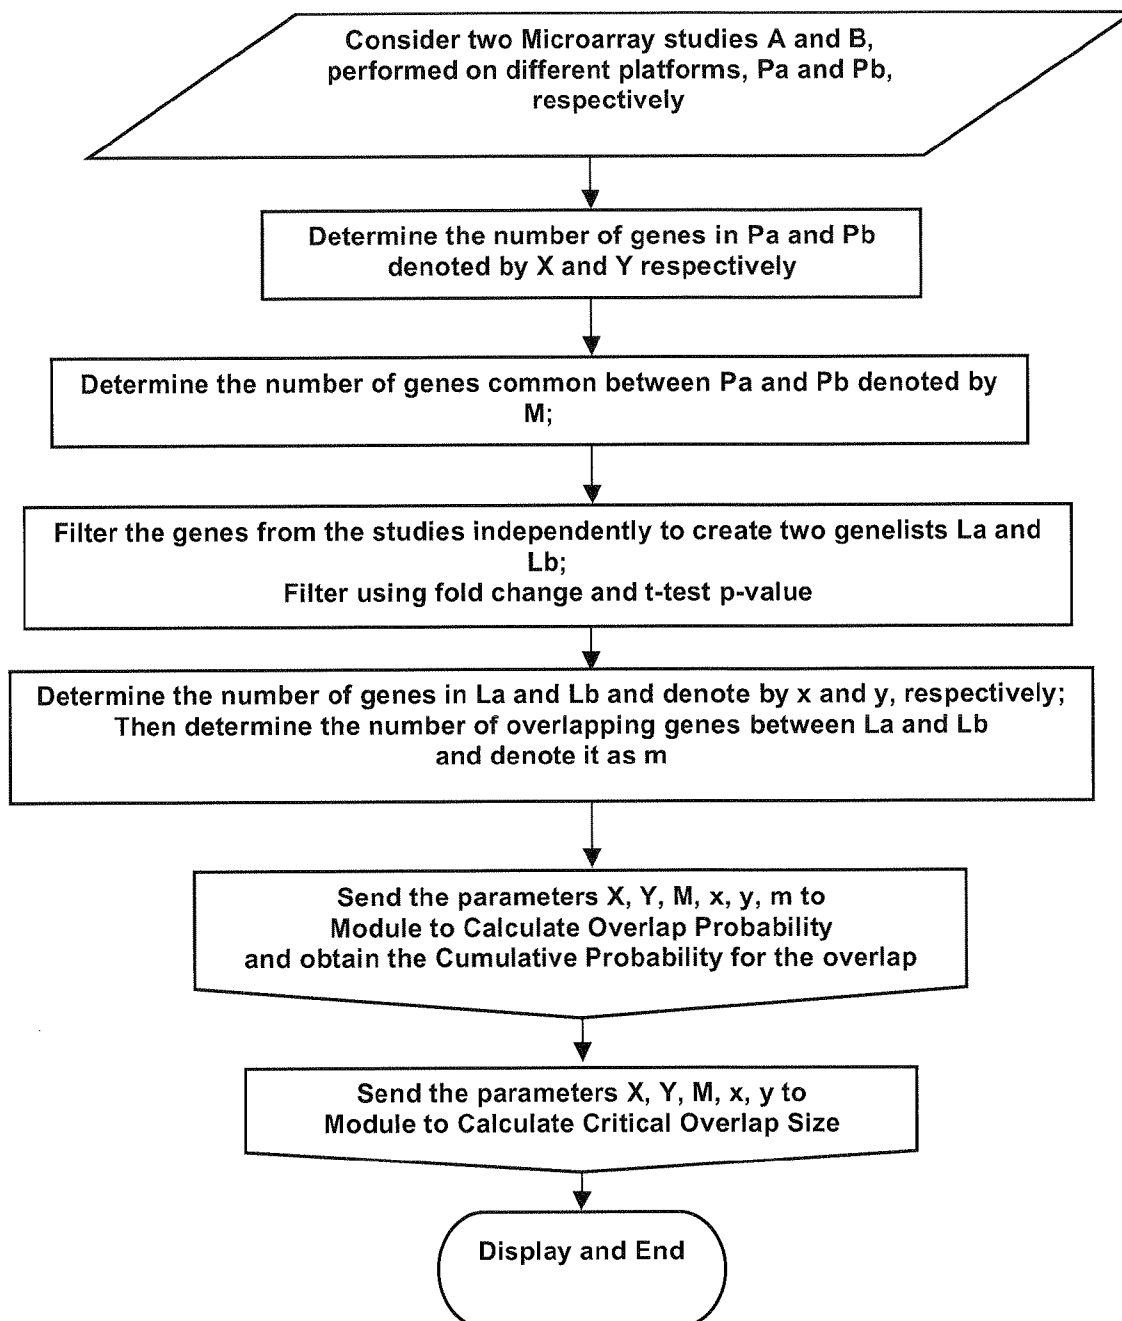 Consider two Microarray studies A and B,
performed on different platforms, Pa and Pb,
respectively
Determine the number of genes in Pa and Pb
denoted by X and Y respectively
Determine the number of genes common between Pa and Pb denoted by
M;
Filter the genes from the studies independently to create two genelists La and
Lb;
Filter using fold change and t-test p-value
Determine the number of genes in La and Lb and denote by x and y, respectively;
Then determine the number of overlapping genes between La and Lb
and denote it as m
Send the parameters X, Y, M, x, y, m to
Module to Calculate Overlap Probability
and obtain the Cumulative Probability for the overlap
Send the parameters X, Y, M, x, y to
Module to Calculate Critical Overlap Size
Display and End